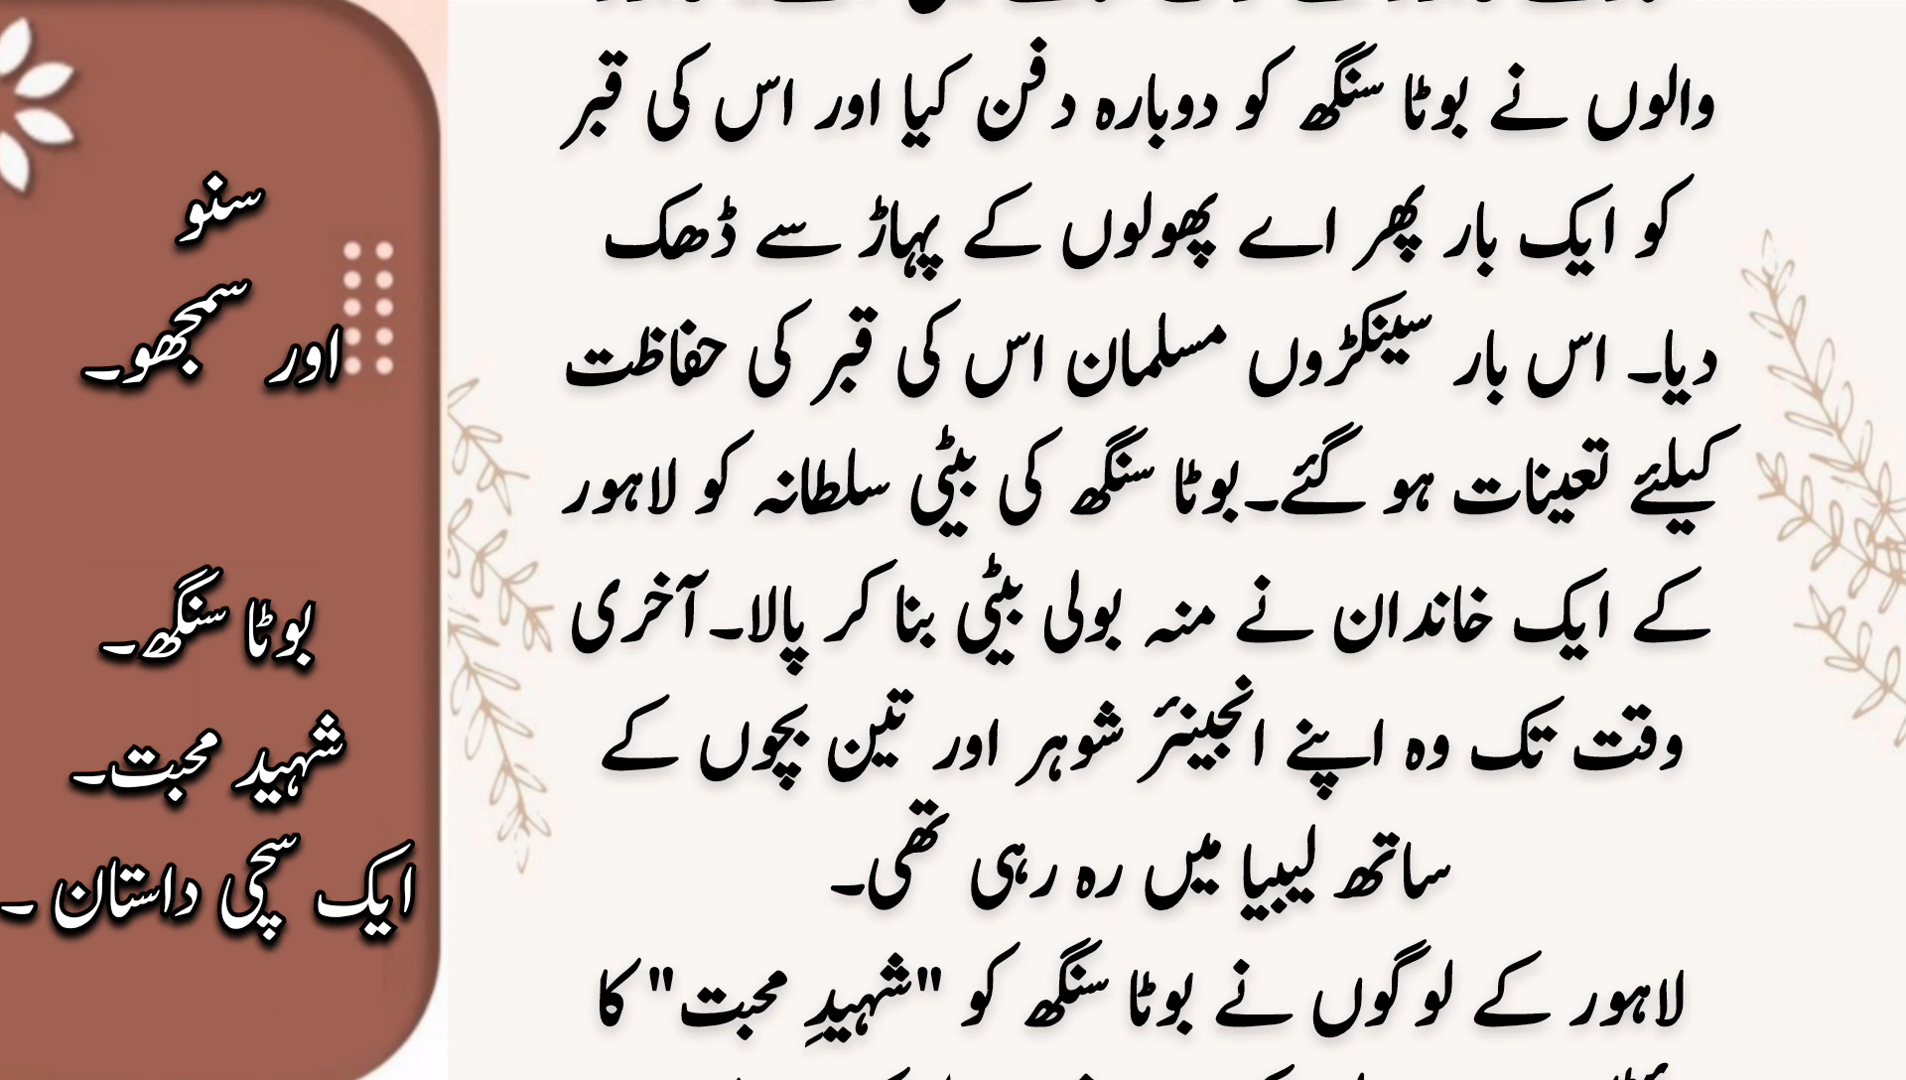 سنو
اور سمجھو۔
بوٹا سنگھ۔
شہید محبت۔
ایک سچی داستان ۔
والوں نے بوٹا سنگھ کو دوبارہ دفن کیا اور اس کی قبر
کو ایک بار پھر اے پھولوں کے پہاڑ سے ڈھک
دیا۔ اس بار سینکڑوں مسلمان اس کی قبر کی حفاظت
کیلئے تعینات ہو گئے۔بوٹا سنگھ کی بیٹی سلطانہ کو لاہور
کے ایک خاندان نے منہ بولی بیٹی بنا کر پالا۔آخری
وقت تک وہ اپنے انجینئر شوہر اور تین بچوں کے
ساتھ لیبیا میں رہ رہی تھی۔
لاہور کے لوگوں نے بوٹا سنگھ کو "شہیدِ محبت" کا